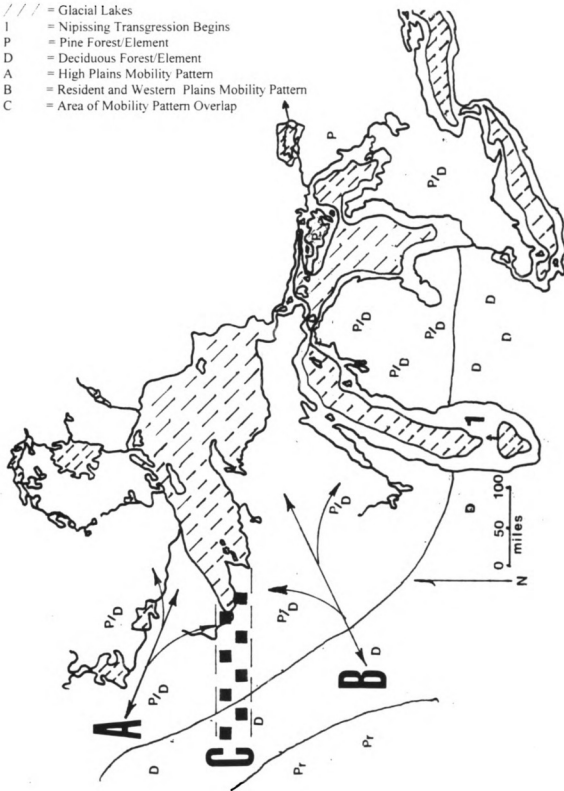 / / / / = Glacial Lakes
1 = Nipissing Transgression Begins
P = Pine Forest/Element
D = Deciduous Forest/Element
A = High Plains Mobility Pattern
B = Resident and Western Plains Mobility Pattern
C = Area of Mobility Pattern Overlap
P
P/D
P/D
P/D
P/D
D
D
D
D
1
P/D
P/D
P/D
P/D
D
0 50 100
miles
N
A
B
C
D
D
D
Pr
Pr
Pr